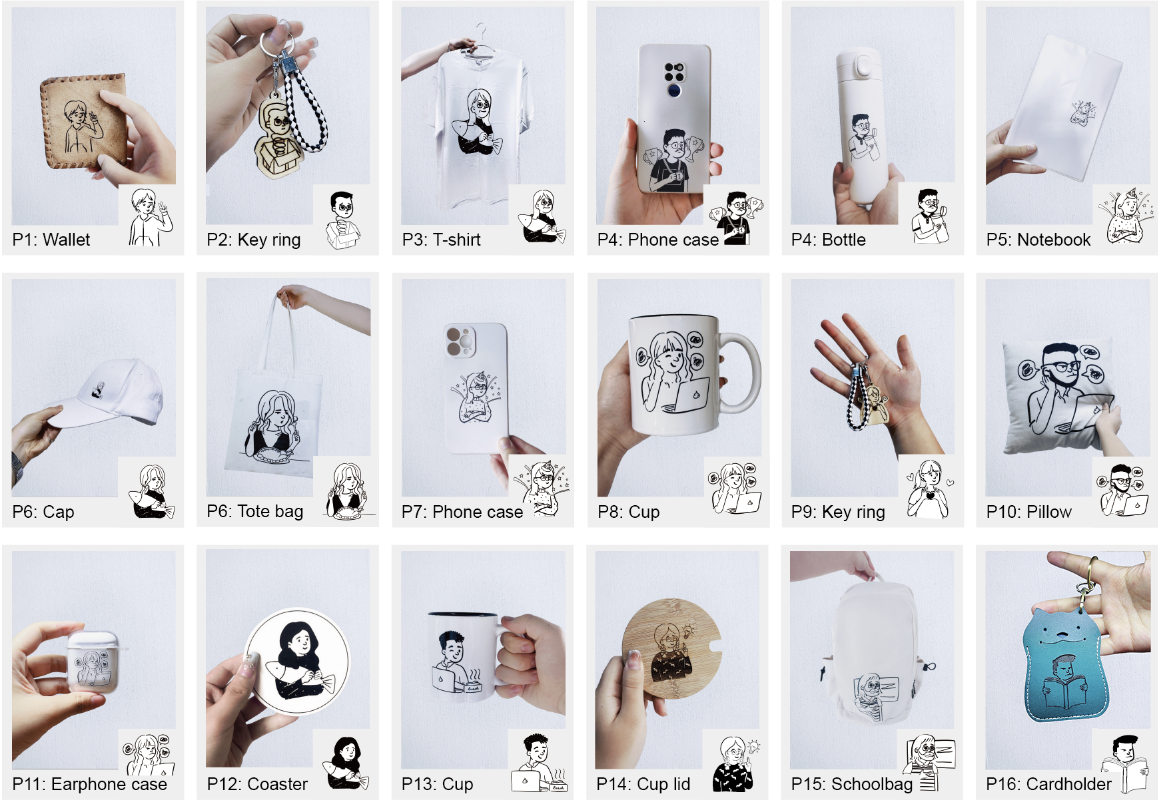 P1: Wallet
P2: Key ring
P3: T-shirt
P4: Phone case
P4: Bottle
P5: Notebook
P6: Cap
P6: Tote bag
P7: Phone case
P8: Cup
P9: Key ring
P10: Pillow
P11: Earphone case
P12: Coaster
P13: Cup
P14: Cup lid
P15: Schoolbag
P16: Cardholder